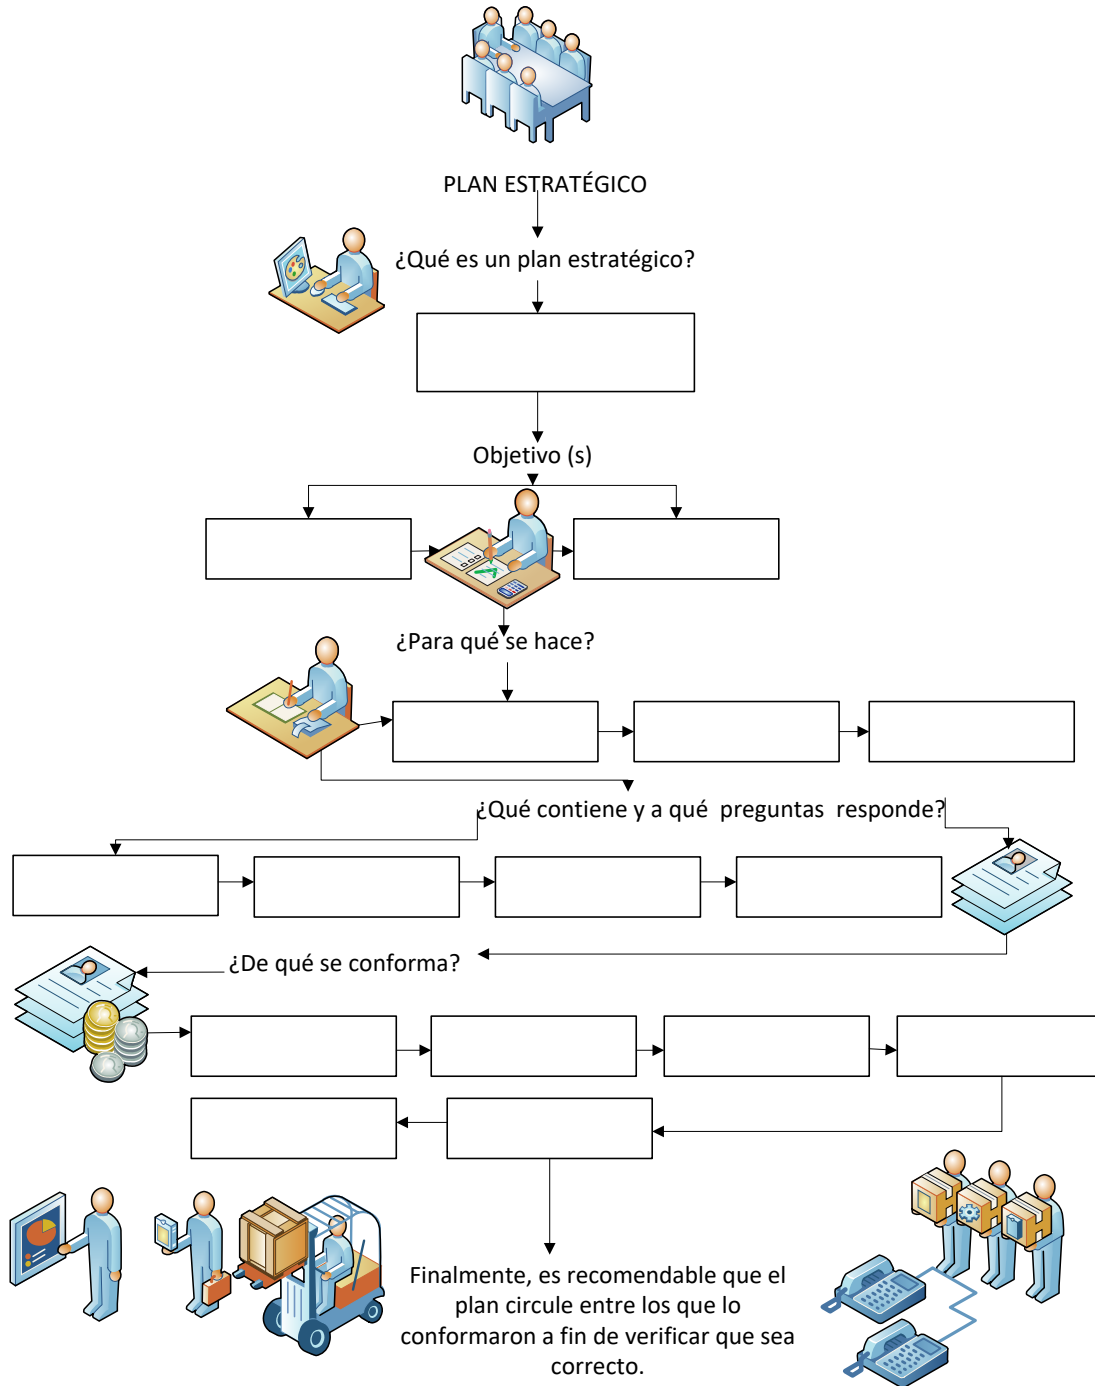 PLAN ESTRATÉGICO
¿Qué es un plan estratégico?
Objetivo (s)
¿Para qué se hace?
¿Qué contiene y a qué preguntas responde?
¿De qué se conforma?
Finalmente, es recomendable que el
plan circule entre los que lo
conformaron a fin de verificar que sea
correcto.